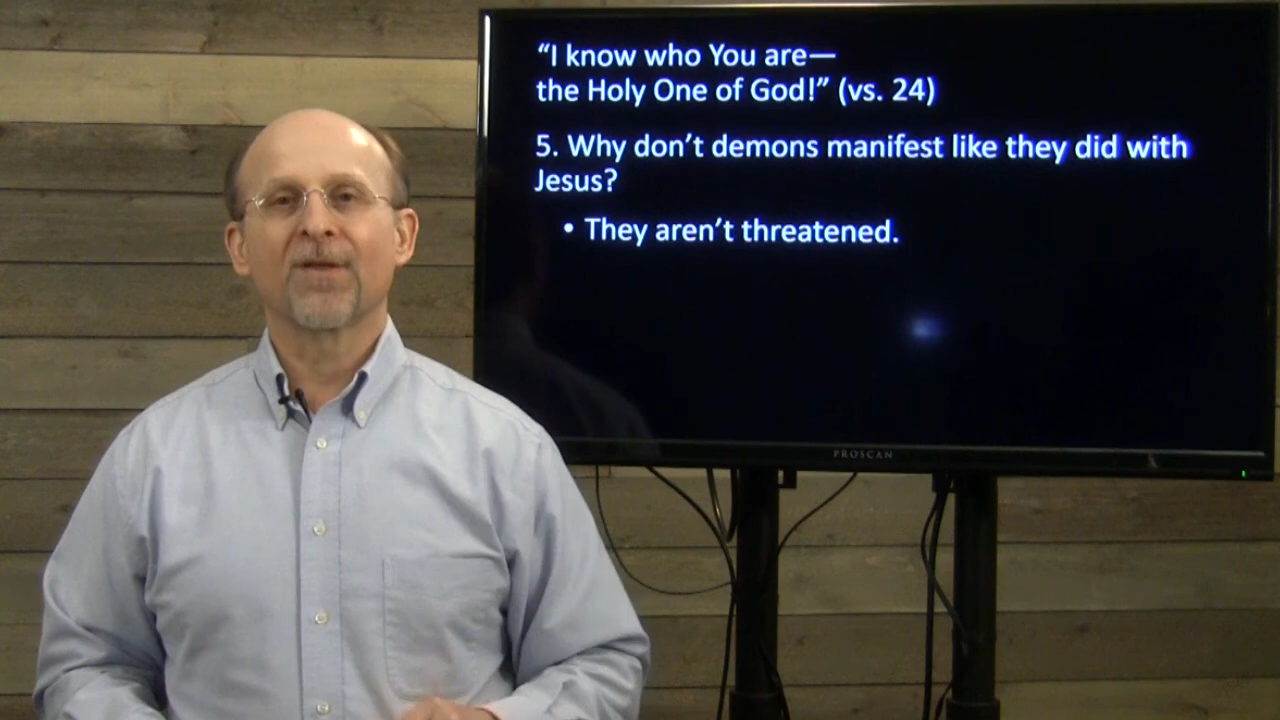 “I know who You are—
the Holy One of God!” (vs. 24)
5. Why don’t demons manifest like they did with
Jesus?
• They aren’t threatened.
PROSCAN